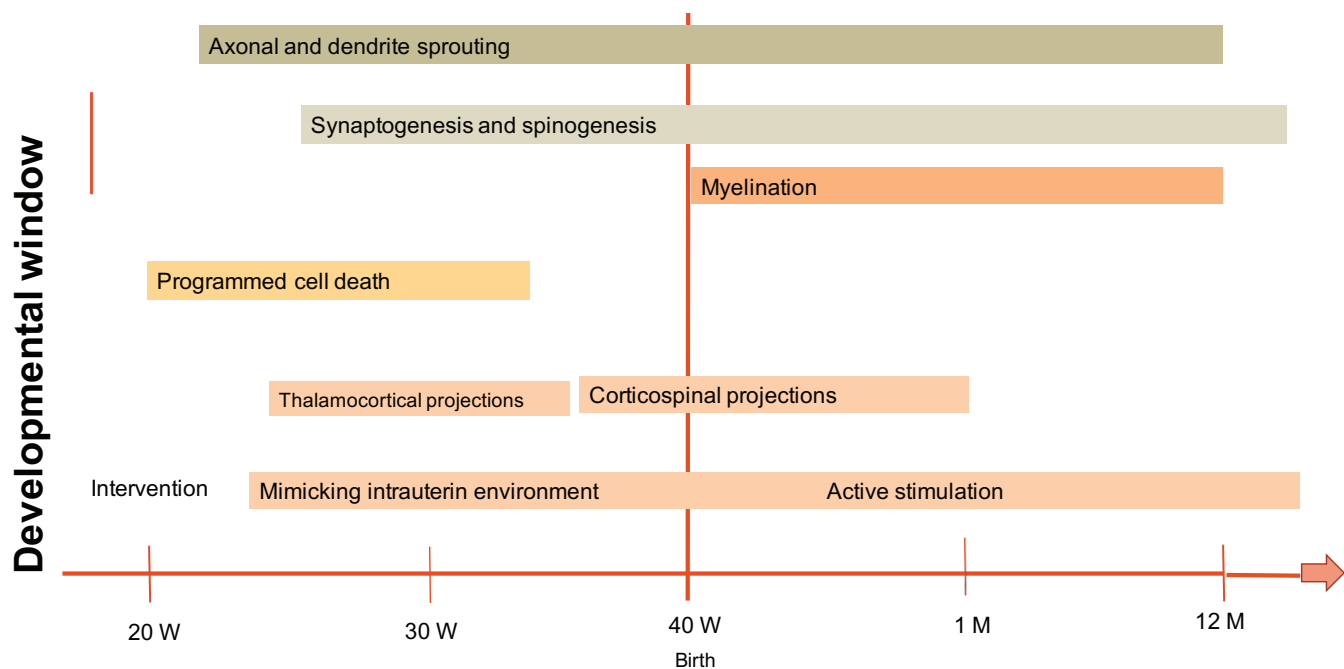 Developmental window
Axonal and dendrite sprouting
Synaptogenesis and spinogenesis
Myelination
Programmed cell death
Thalamocortical projections
Corticospinal projections
Intervention
Mimicking intrauterin environment
Active stimulation
20 W
30 W
40 W
1 M
12 M
Birth